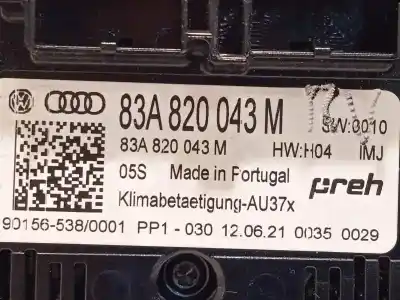 83A 820 043 M SW:0010
83A 820 043 M HW:H04 IMJ
05S Made in Portugal preh
Klimabetaetigung-AU37x
90156-538/0001 PP1-030 12.06.21 0035 0029